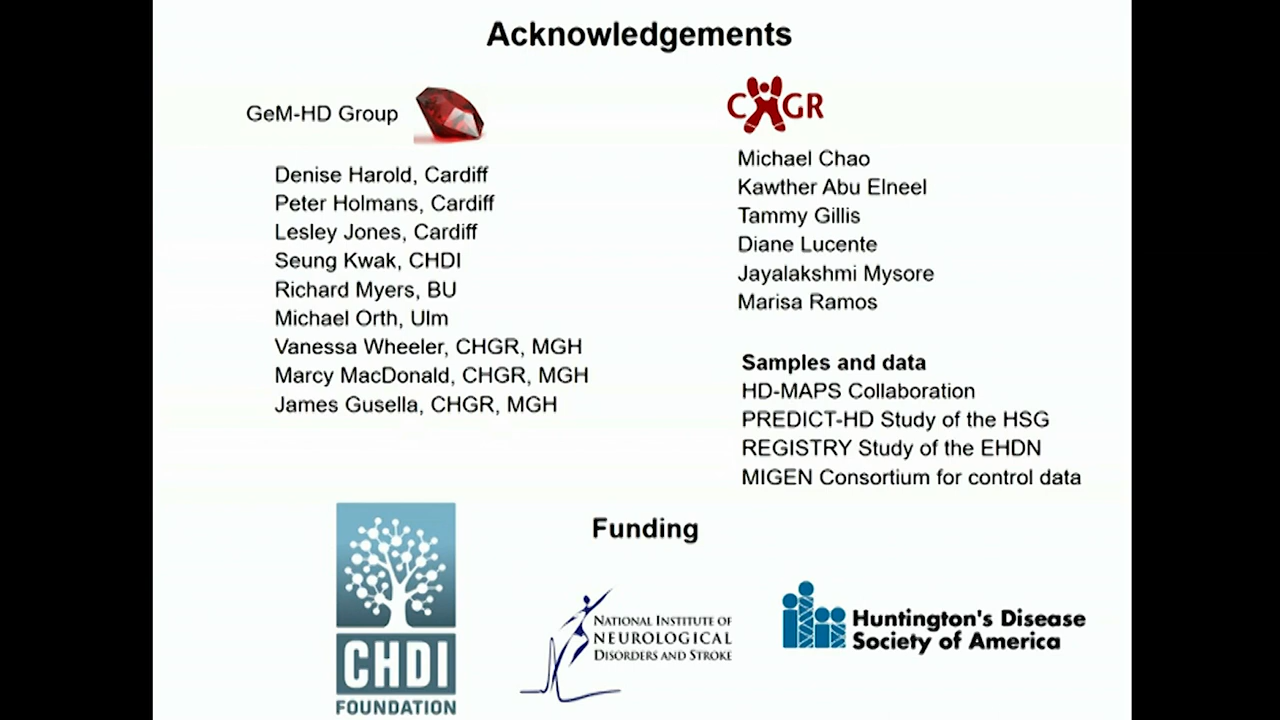 Acknowledgements
GeM-HD Group
Denise Harold, Cardiff
Peter Holmans, Cardiff
Lesley Jones, Cardiff
Seung Kwak, CHDI
Richard Myers, BU
Michael Orth, Ulm
Vanessa Wheeler, CHGR, MGH
Marcy MacDonald, CHGR, MGH
James Gusella, CHGR, MGH
CHGR
Michael Chao
Kawther Abu Elneel
Tammy Gillis
Diane Lucente
Jayalakshmi Mysore
Marisa Ramos
Samples and data
HD-MAPS Collaboration
PREDICT-HD Study of the HSG
REGISTRY Study of the EHDN
MIGEN Consortium for control data
Funding
CHDI
FOUNDATION
NATIONAL INSTITUTE OF
NEUROLOGICAL
DISORDERS AND STROKE
Huntington's Disease
Society of America